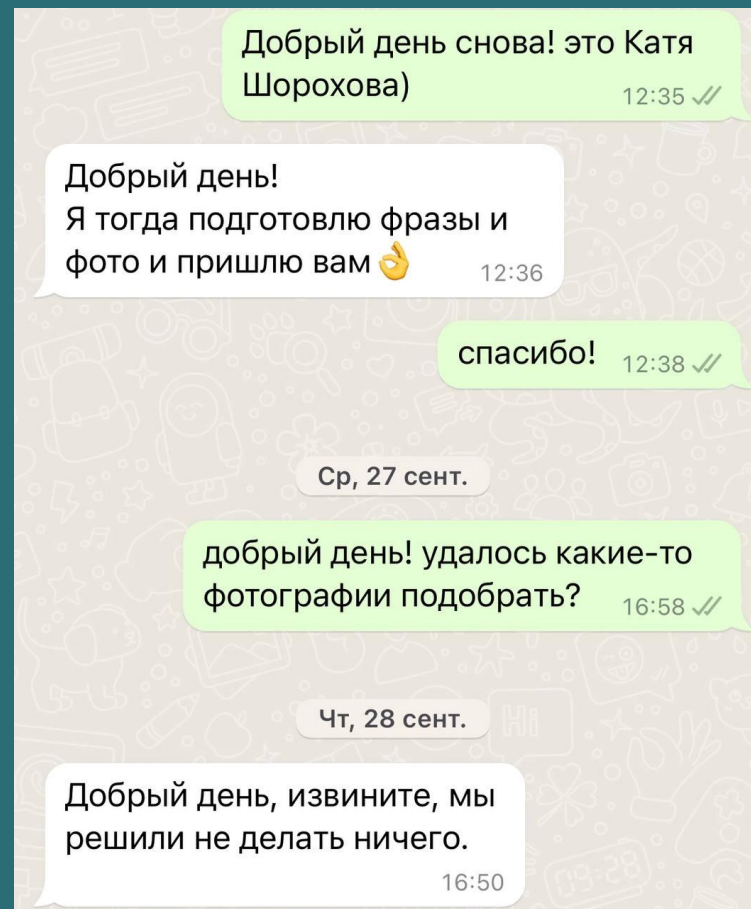 Добрый день снова! это Катя
Шорохова)
12:35
Добрый день!
Я тогда подготовлю фразы и
фото и пришлю вам👌
12:36
спасибо!
12:38
Ср, 27 сент.
добрый день! удалось какие-то
фотографии подобрать?
16:58
Чт, 28 сент.
Добрый день, извините, мы
решили не делать ничего.
16:50